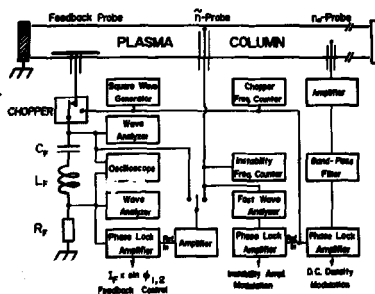 Feedback Probe
ñ-Probe
PLASMA
COLUMN
CHOPPER
Square Wave
Generator
Chopper
Freq. Counter
Amplifier
Wave
Analyzer
C_F
L_F
R_F
Oscilloscope
Instability
Freq. Counter
Band-Pass
Filter
Wave
Analyzer
Fast Wave
Analyzer
Phase Lock
Amplifier
Ref.
Amplifier
Phase Lock
Amplifier
Ref.
Phase Lock
Amplifier
I_F x sin φ_1,2
Feedback Control
Instability Ampl.
Modulation
D.C. Density
Modulation